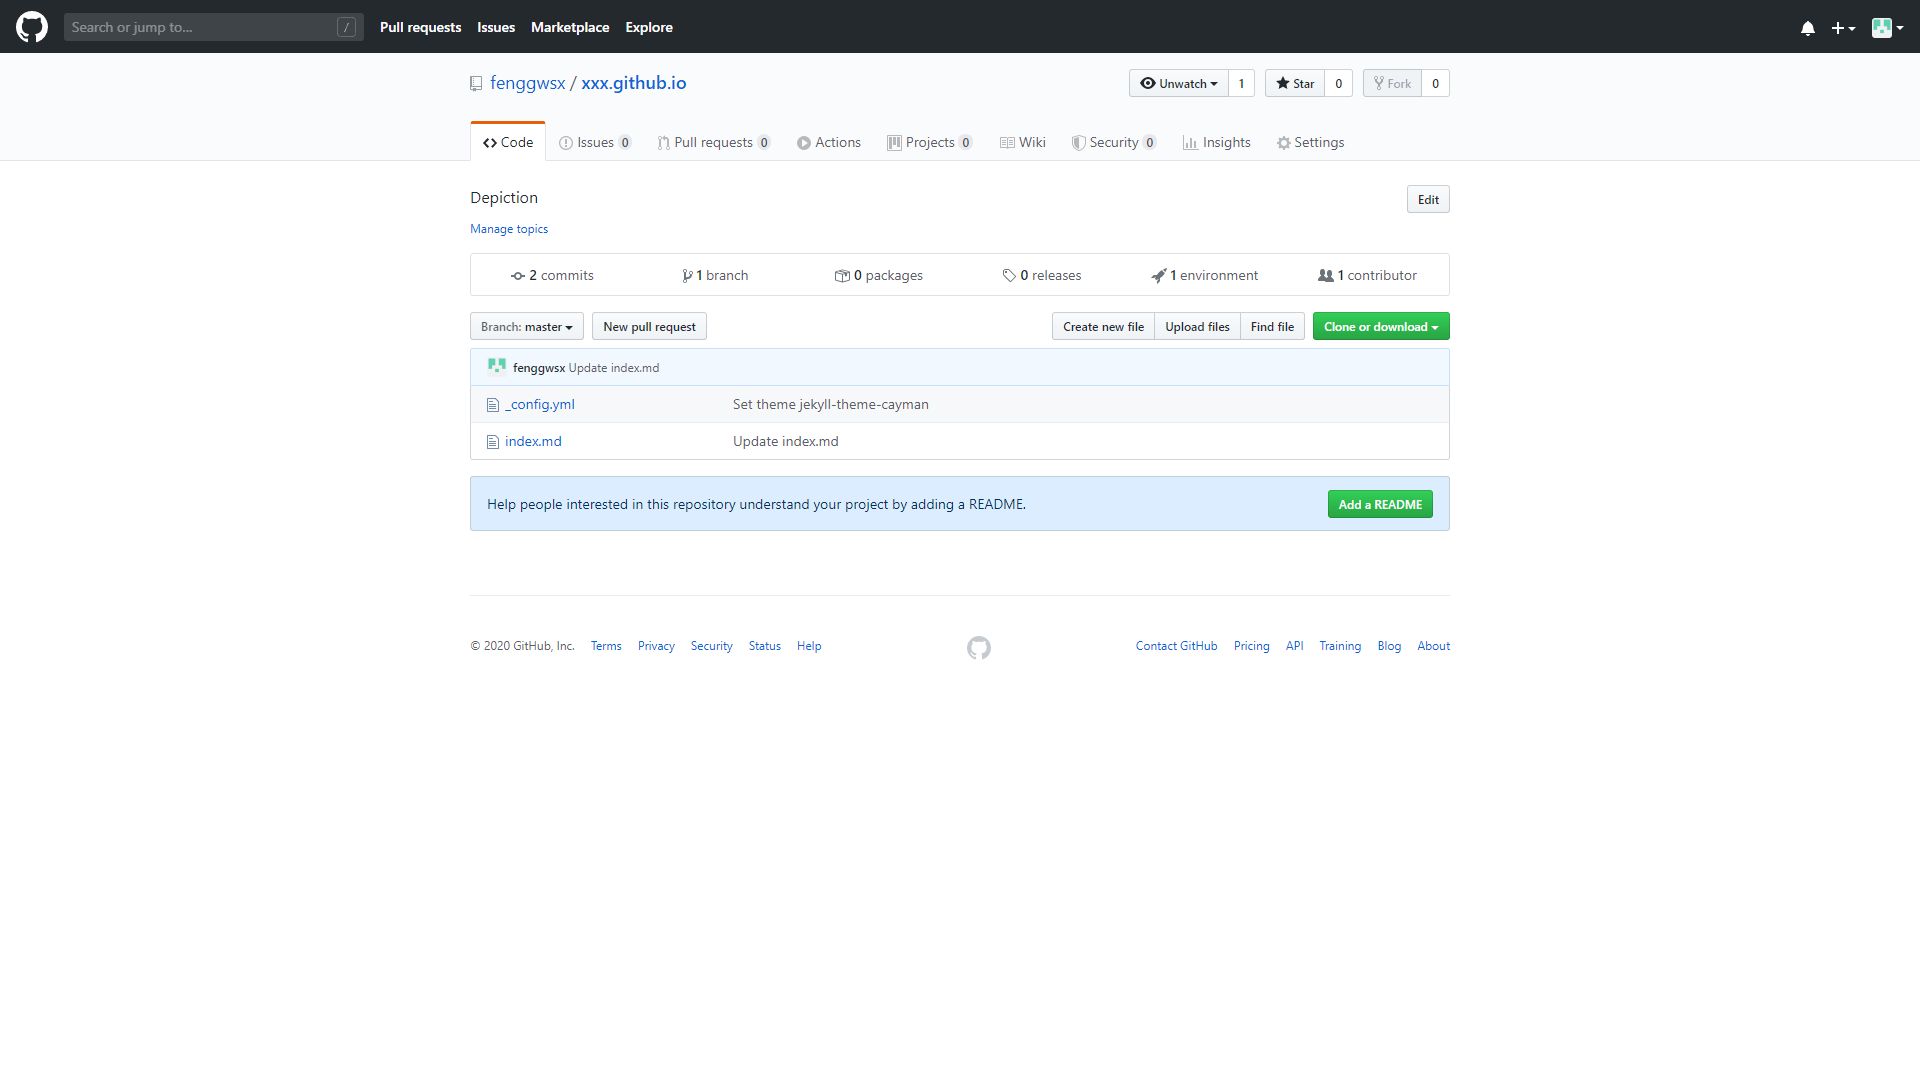 Search or jump to... / Pull requests Issues Marketplace Explore
fenggwsx / xxx.github.io Unwatch 1 Star 0 Fork 0
Code Issues 0 Pull requests 0 Actions Projects 0 Wiki Security 0 Insights Settings
Depiction Edit
Manage topics
2 commits 1 branch 0 packages 0 releases 1 environment 1 contributor
Branch: master New pull request Create new file Upload files Find file Clone or download
fenggwsx Update index.md
_config.yml Set theme jekyll-theme-cayman
index.md Update index.md
Help people interested in this repository understand your project by adding a README. Add a README
© 2020 GitHub, Inc. Terms Privacy Security Status Help Contact GitHub Pricing API Training Blog About